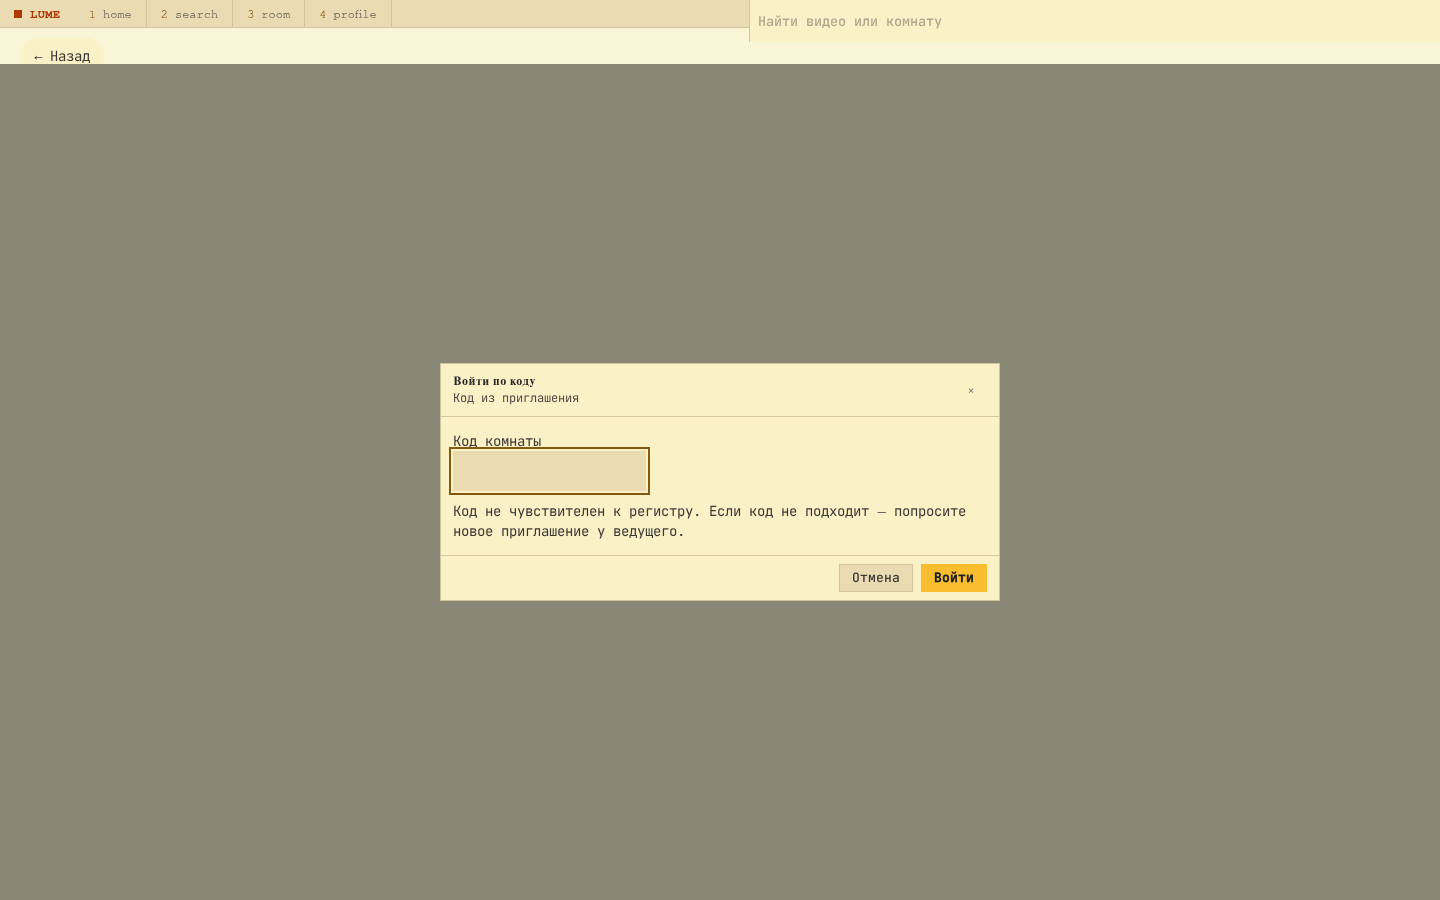 LUME 1 home 2 search 3 room 4 profile Найти видео или комнату
← Назад
Войти по коду
Код из приглашения
×
Код комнаты
Код не чувствителен к регистру. Если код не подходит — попросите
новое приглашение у ведущего.
Отмена Войти